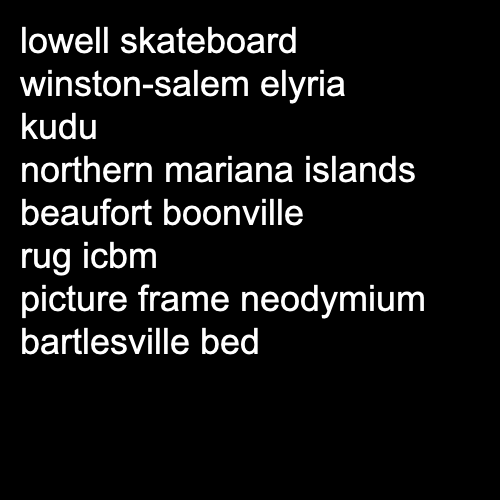 lowell skateboard
winston-salem elyria
kudu
northern mariana islands
beaufort boonville
rug icbm
picture frame neodymium
bartlesville bed